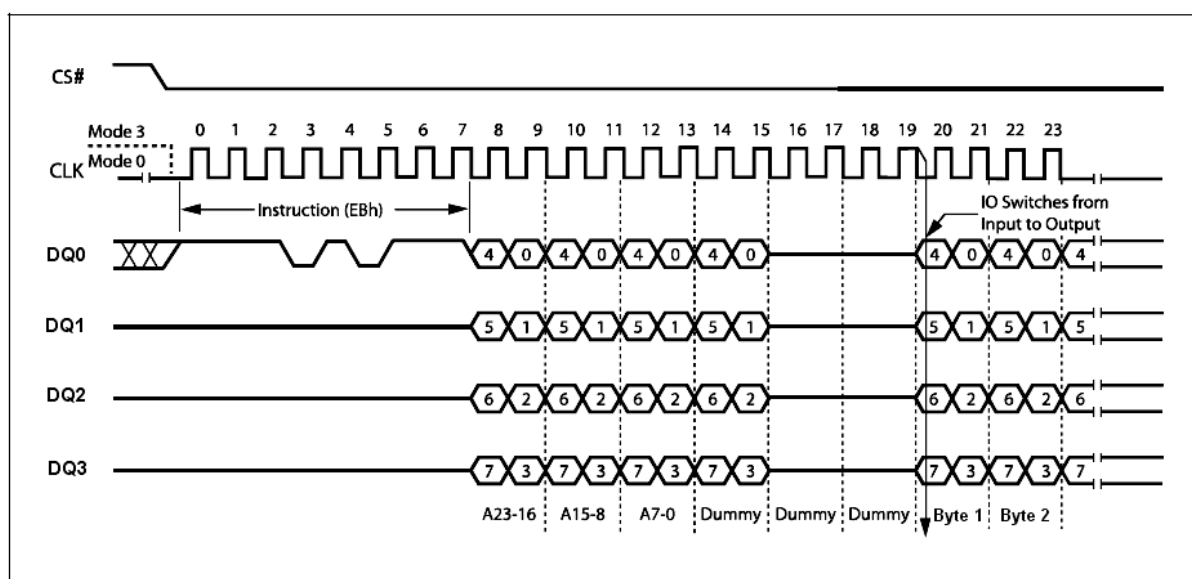 CS#
Mode 3 0 1 2 3 4 5 6 7 8 9 10 11 12 13 14 15 16 17 18 19 20 21 22 23
CLK Mode 0
Instruction (EBh) IO Switches from
Input to Output
DQ0 4 0 4 0 4 0 4 0 4 0 4 0 4
DQ1 5 1 5 1 5 1 5 1 5 1 5 1 5
DQ2 6 2 6 2 6 2 6 2 6 2 6 2 6
DQ3 7 3 7 3 7 3 7 3 7 3 7 3 7
A23-16 A15-8 A7-0 Dummy Dummy Dummy Byte 1 Byte 2